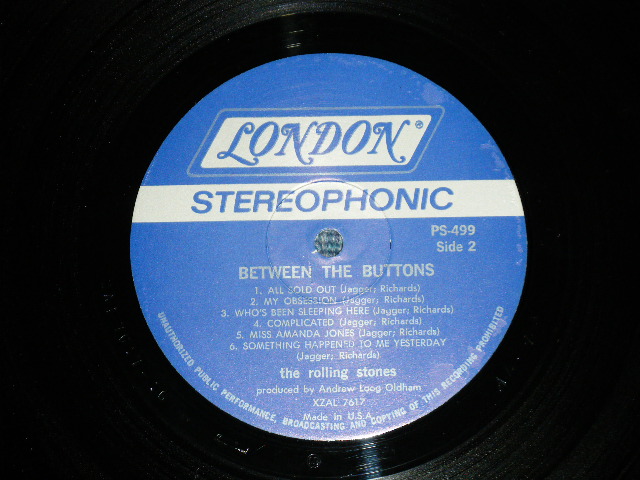 LONDON®
STEREOPHONIC
PS-499
Side 2
BETWEEN THE BUTTONS
1. ALL SOLD OUT (Jagger; Richards)
2. MY OBSESSION (Jagger; Richards)
3. WHO'S BEEN SLEEPING HERE (Jagger; Richards)
4. COMPLICATED (Jagger; Richards)
5. MISS AMANDA JONES (Jagger; Richards)
6. SOMETHING HAPPENED TO ME YESTERDAY
(Jagger; Richards)
the rolling stones
produced by Andrew Loog Oldham
XZAL 7617
Made in U.S.A.
UNAUTHORIZED PUBLIC PERFORMANCE, BROADCASTING AND COPYING OF THIS RECORDING PROHIBITED